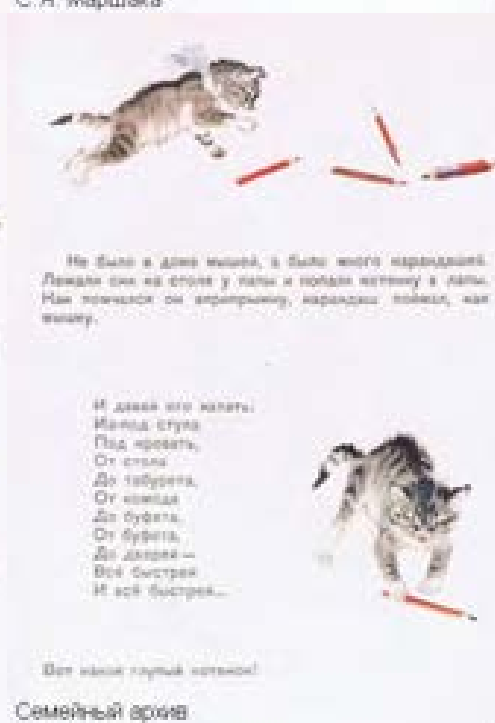 С. Я. Маршака
Не было в доме мышей, а было много карандашей.
Лежали они на столе у папы и попали котенку в лапы.
Как помчался он вприпрыжку, карандаш поймал, как
мышку.
И давай его катать:
Из-под стула
Под кровать,
От стола
До табурета,
От комода
До буфета,
От буфета,
До дверей —
Всё быстрей
И всё быстрей...
Вот какой глупый котенок!
Семейный архив